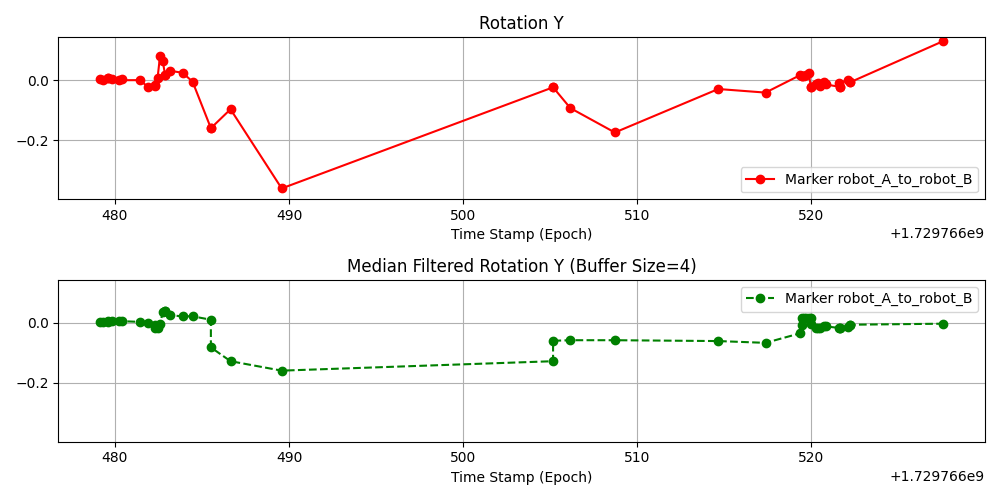 Rotation Y
0.0
−0.2
Marker robot_A_to_robot_B
480 490 500 510 520
Time Stamp (Epoch)
+1.729766e9
Median Filtered Rotation Y (Buffer Size=4)
Marker robot_A_to_robot_B
0.0
−0.2
480 490 500 510 520
Time Stamp (Epoch)
+1.729766e9